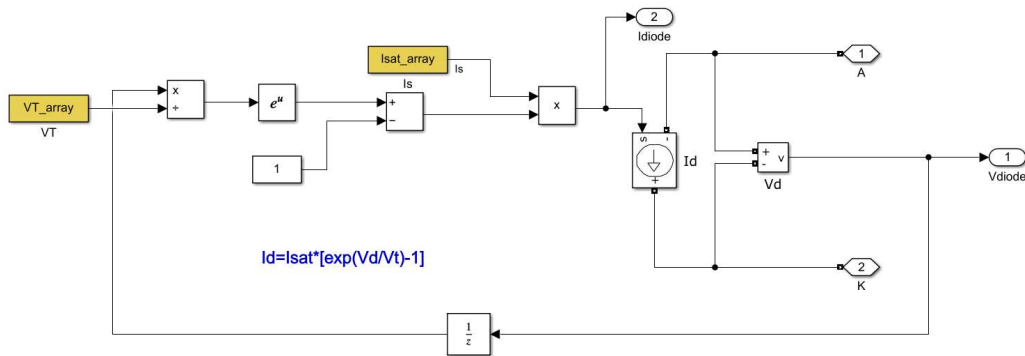 2
Idiode
Isat_array
Is
Is
1
A
x
÷
VT_array
VT
e^u
+
−
x
s
-
Id
+
+
-
v
Vd
1
Vdiode
1
Id=Isat*[exp(Vd/Vt)-1]
2
K
1
z